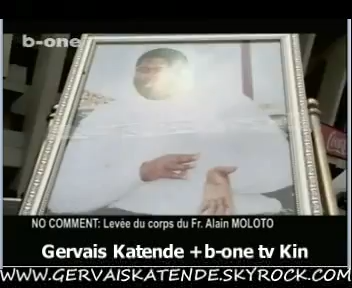 b-one
NO COMMENT: Levée du corps du Fr. Alain MOLOTO
Gervais Katende +b-one tv Kin
WWW.GERVAISKATENDE.SKYROCK.COM